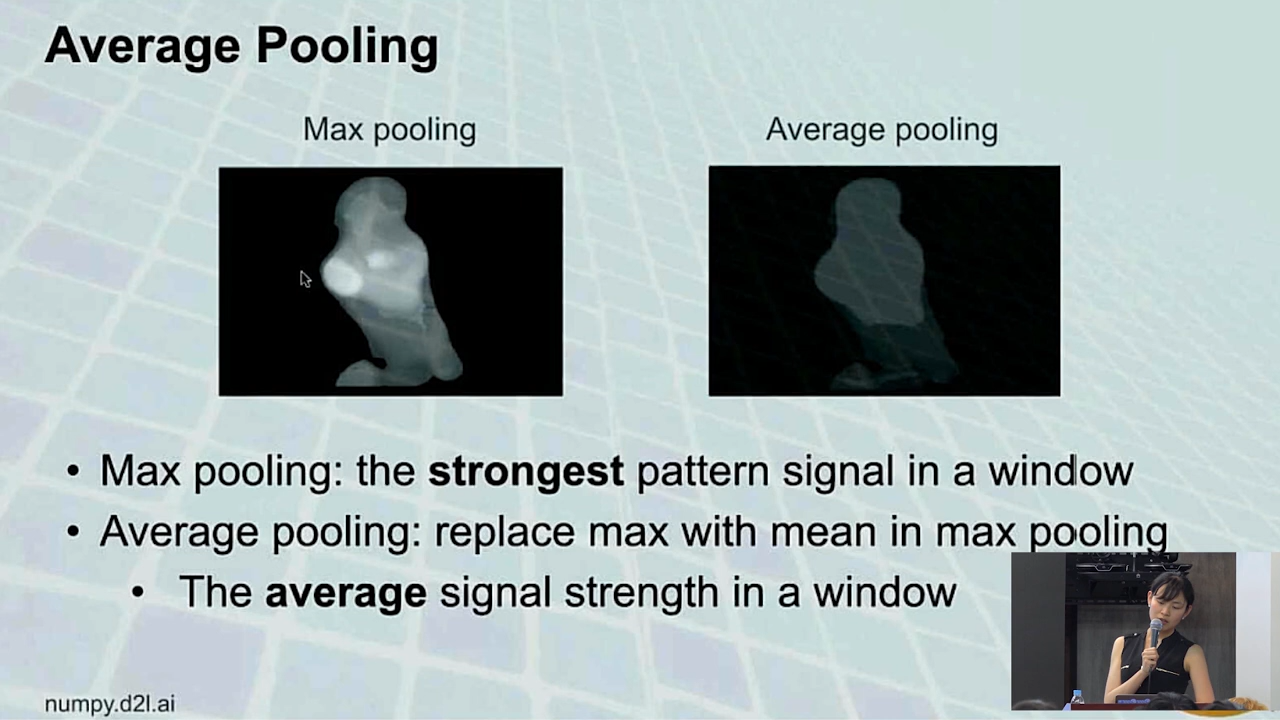 Average Pooling
Max pooling
Average pooling
• Max pooling: the strongest pattern signal in a window
• Average pooling: replace max with mean in max pooling
• The average signal strength in a window
numpy.d2l.ai